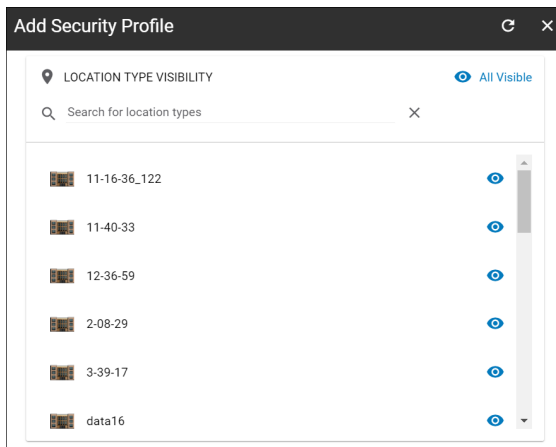 Add Security Profile
LOCATION TYPE VISIBILITY All Visible
Search for location types
11-16-36_122
11-40-33
12-36-59
2-08-29
3-39-17
data16